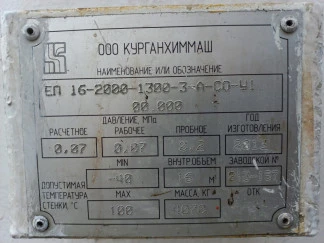 ООО КУРГАНХИММАШ
НАИМЕНОВАНИЕ ИЛИ ОБОЗНАЧЕНИЕ
ЕП 16-2000-1300-3-А-СО-У1
00.000
ДАВЛЕНИЕ, МПа
ГОД
РАСЧЕТНОЕ РАБОЧЕЕ ПРОБНОЕ ИЗГОТОВЛЕНИЯ
0,07 0,07
MIN ВНУТР.ОБЪЕМ ЗАВОДСКОЙ №
ДОПУСТИМАЯ -40 м³
ТЕМПЕРАТУРА MAX МАССА, КГ ОТК
СТЕНКИ, °С 100